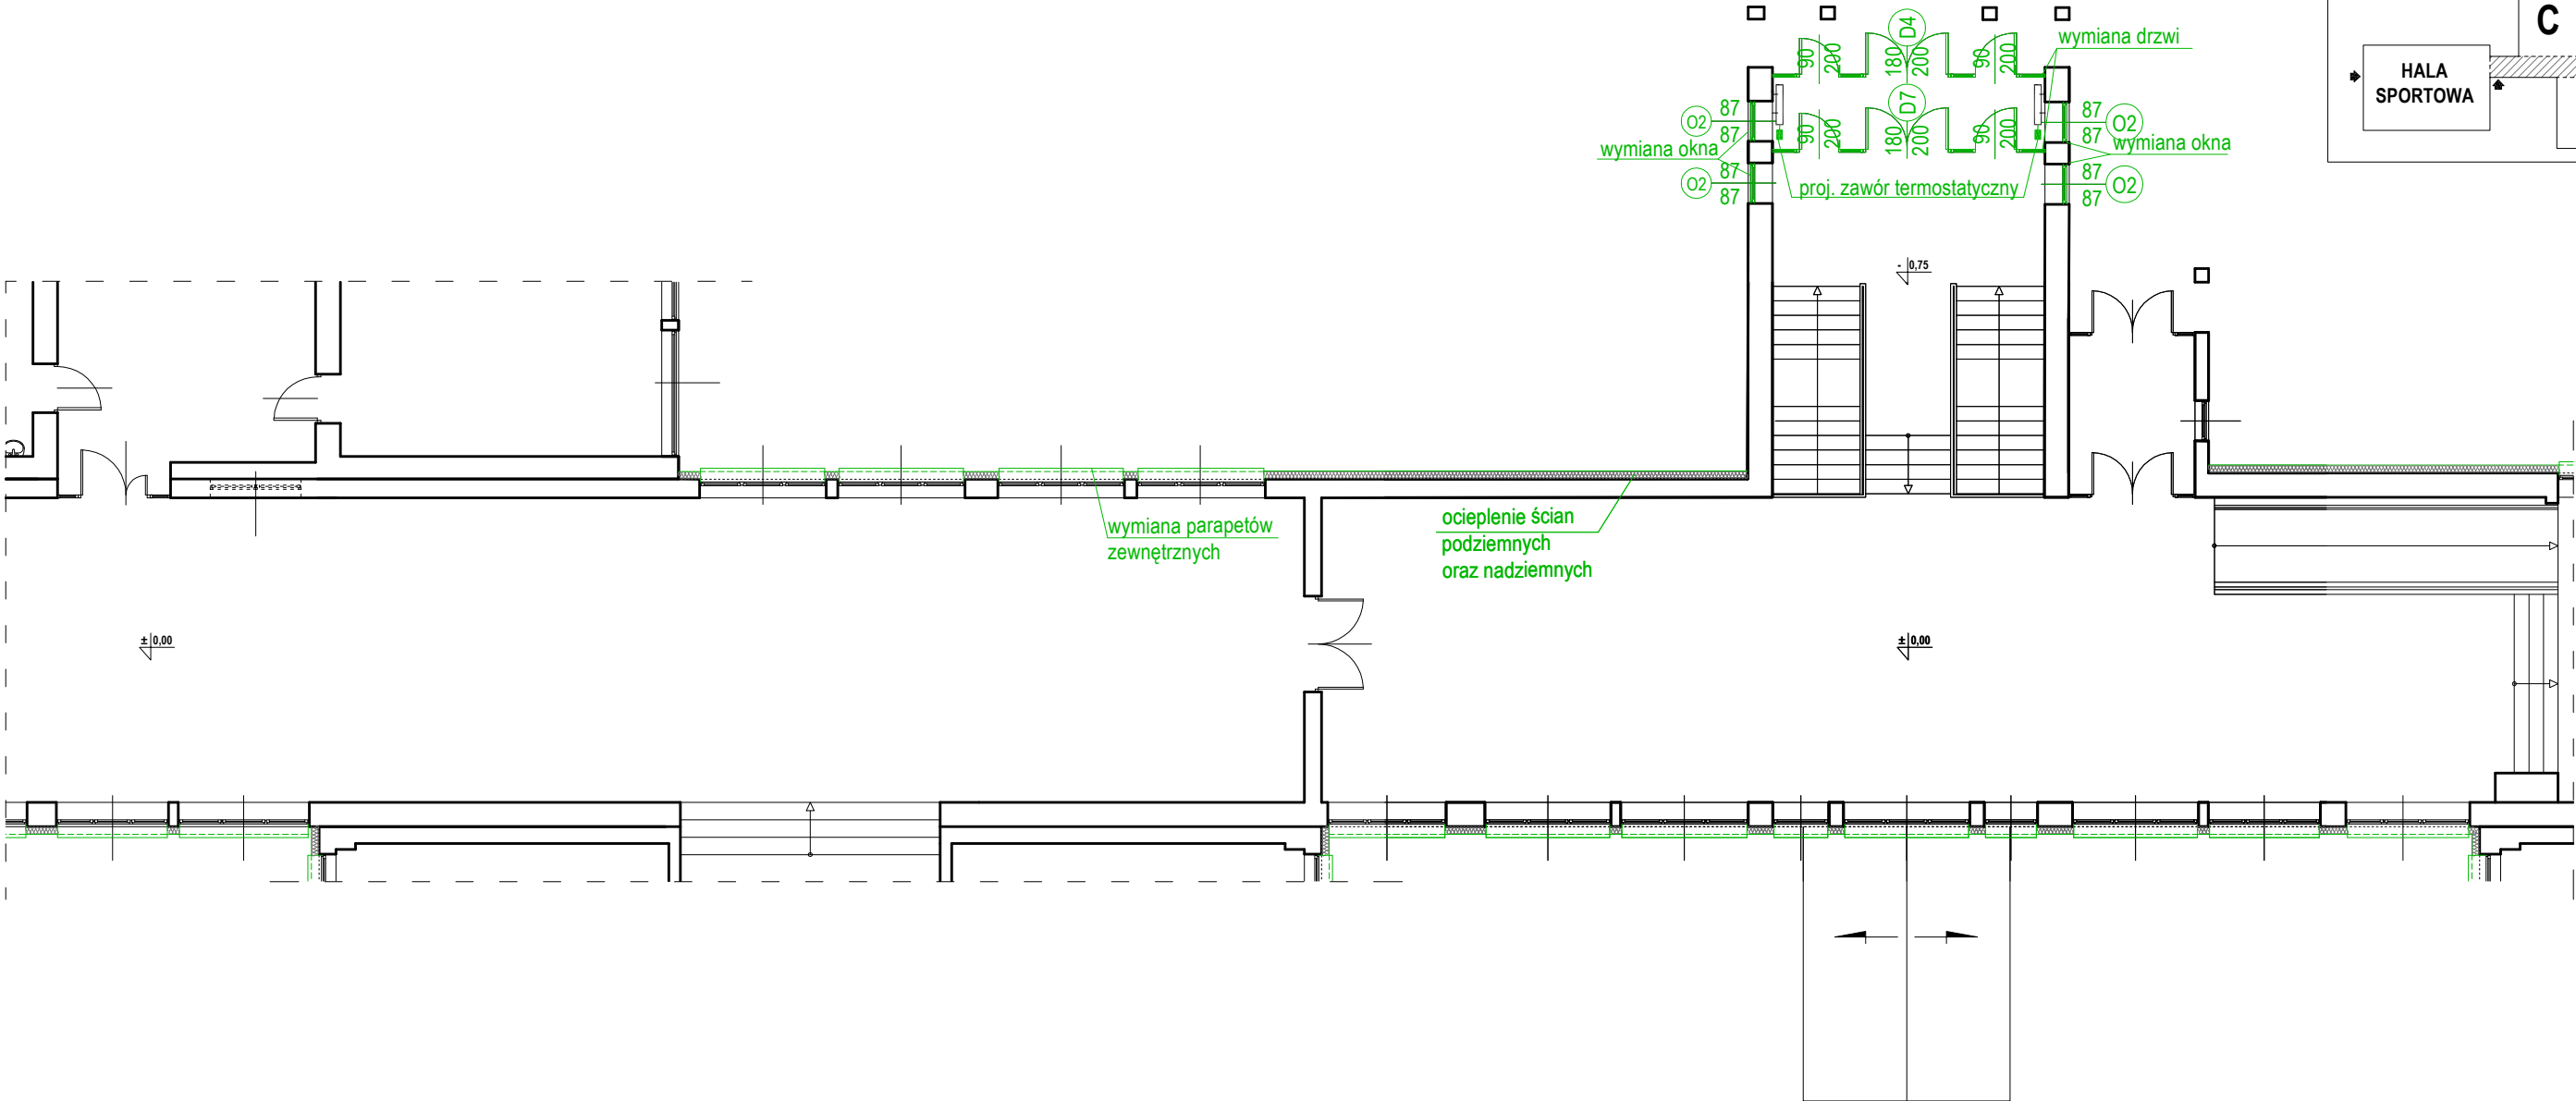 C
HALA
SPORTOWA
D4
90
200
180
200
90
200
wymiana drzwi
D7
90
200
180
200
90
200
O2
87
87
87
87
O2
wymiana okna
wymiana okna
O2
87
87
87
87
O2
proj. zawór termostatyczny
- 0,75
wymiana parapetów
zewnętrznych
ocieplenie ścian
podziemnych
oraz nadziemnych
± 0,00
± 0,00